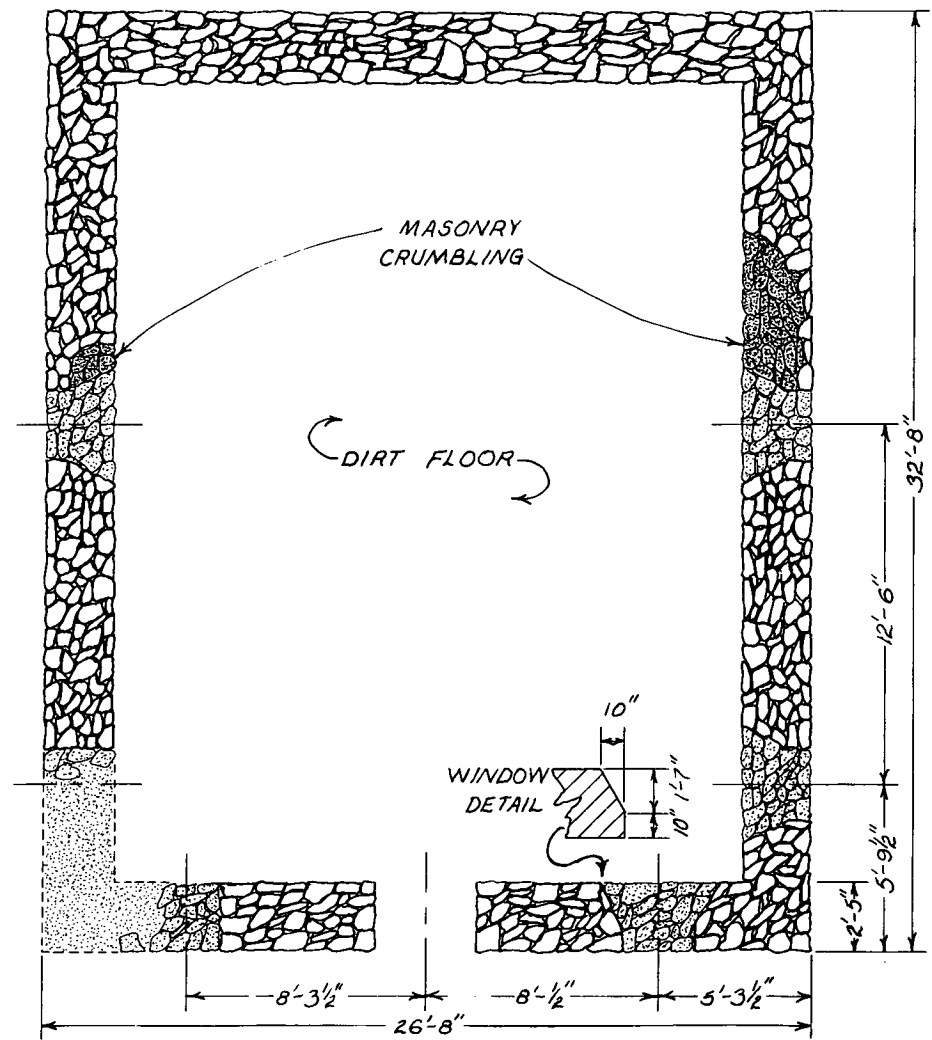 MASONRY
CRUMBLING
DIRT FLOOR
32'-8"
12'-6"
10"
WINDOW
DETAIL
1'-7"
10"
5'-9½"
2'-5"
8'-3½"
8'-½"
5'-3½"
26'-8"